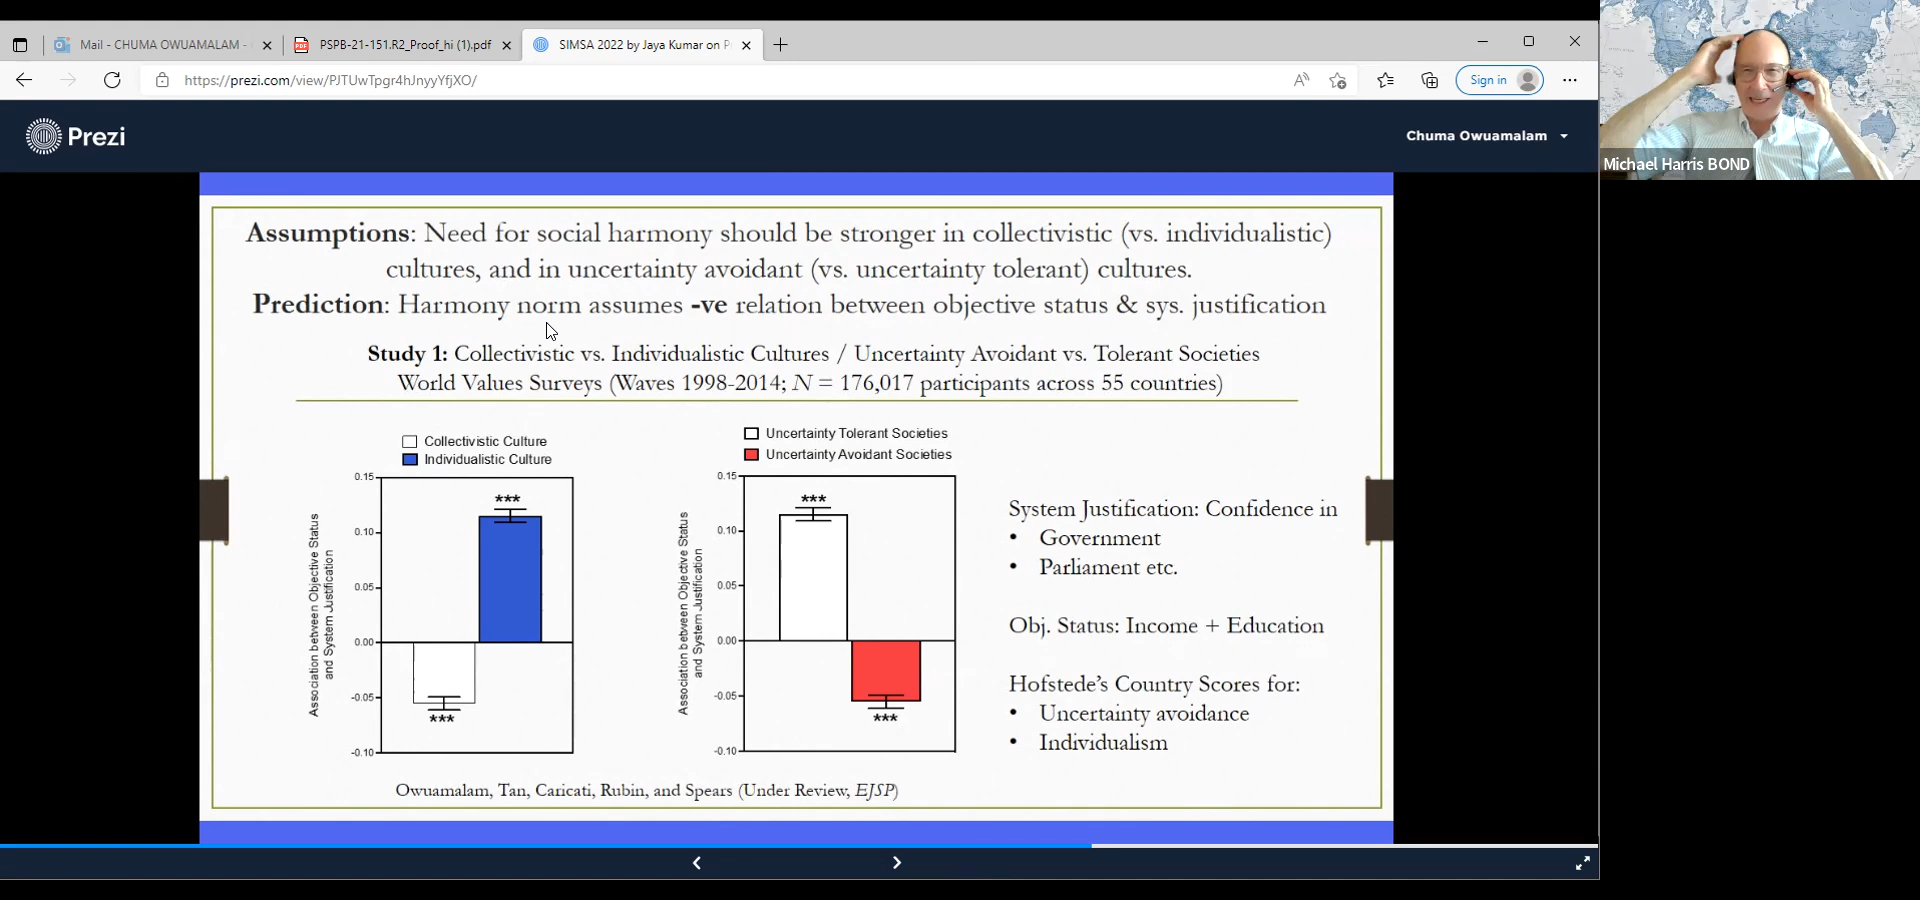 Mail - CHUMA OWUAMALAM -
PSPB-21-151.R2_Proof_hi (1).pdf
SIMSA 2022 by Jaya Kumar on P
https://prezi.com/view/PJTUwTpgr4hJnyyYfjXO/
Sign in
Prezi
Chuma Owuamalam
Michael Harris BOND
Assumptions: Need for social harmony should be stronger in collectivistic (vs. individualistic)
cultures, and in uncertainty avoidant (vs. uncertainty tolerant) cultures.
Prediction: Harmony norm assumes -ve relation between objective status & sys. justification
Study 1: Collectivistic vs. Individualistic Cultures / Uncertainty Avoidant vs. Tolerant Societies
World Values Surveys (Waves 1998-2014; N = 176,017 participants across 55 countries)
Collectivistic Culture
Individualistic Culture
Association between Objective Status
and System Justification
0.15
0.10
0.05
0.00
-0.05
-0.10
***
***
Uncertainty Tolerant Societies
Uncertainty Avoidant Societies
Association between Objective Status
and System Justification
0.15
0.10
0.05
0.00
-0.05
-0.10
***
***
System Justification: Confidence in
• Government
• Parliament etc.
Obj. Status: Income + Education
Hofstede's Country Scores for:
• Uncertainty avoidance
• Individualism
Owuamalam, Tan, Caricati, Rubin, and Spears (Under Review, EJSP)